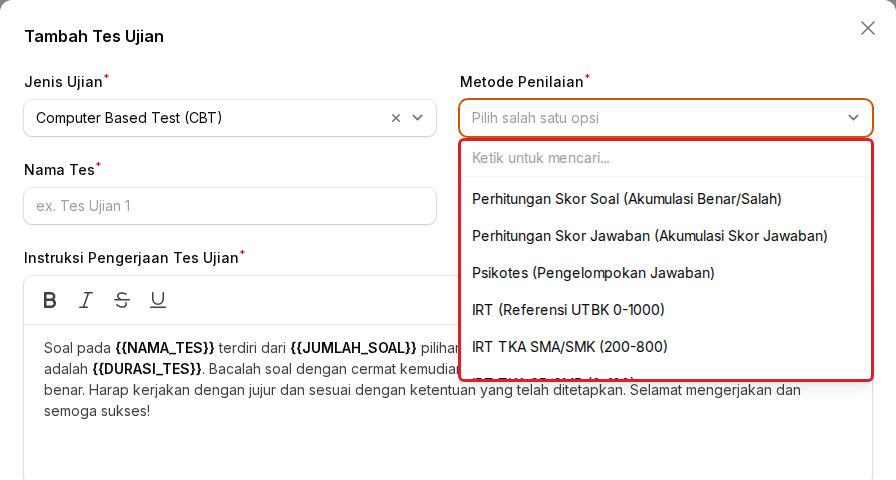 Tambah Tes Ujian
Jenis Ujian*
Computer Based Test (CBT)
Metode Penilaian*
Pilih salah satu opsi
Ketik untuk mencari...
Perhitungan Skor Soal (Akumulasi Benar/Salah)
Perhitungan Skor Jawaban (Akumulasi Skor Jawaban)
Psikotes (Pengelompokan Jawaban)
IRT (Referensi UTBK 0-1000)
IRT TKA SMA/SMK (200-800)
Nama Tes*
ex. Tes Ujian 1
Instruksi Pengerjaan Tes Ujian*
B I S U
Soal pada {{NAMA_TES}} terdiri dari {{JUMLAH_SOAL}} pilihan
adalah {{DURASI_TES}}. Bacalah soal dengan cermat kemudian
benar. Harap kerjakan dengan jujur dan sesuai dengan ketentuan yang telah ditetapkan. Selamat mengerjakan dan
semoga sukses!